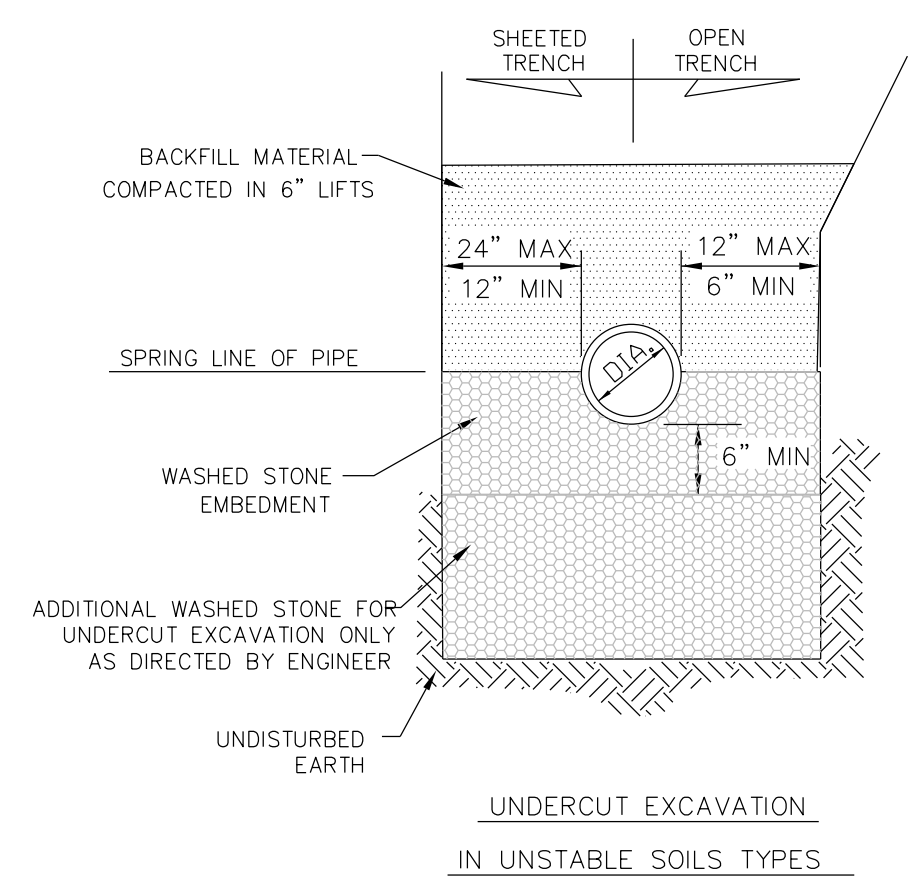 SHEETED
TRENCH
OPEN
TRENCH
BACKFILL MATERIAL
COMPACTED IN 6” LIFTS
24” MAX
12” MIN
12” MAX
6” MIN
SPRING LINE OF PIPE
DIA.
6” MIN
WASHED STONE
EMBEDMENT
ADDITIONAL WASHED STONE FOR
UNDERCUT EXCAVATION ONLY
AS DIRECTED BY ENGINEER
UNDISTURBED
EARTH
UNDERCUT EXCAVATION
IN UNSTABLE SOILS TYPES